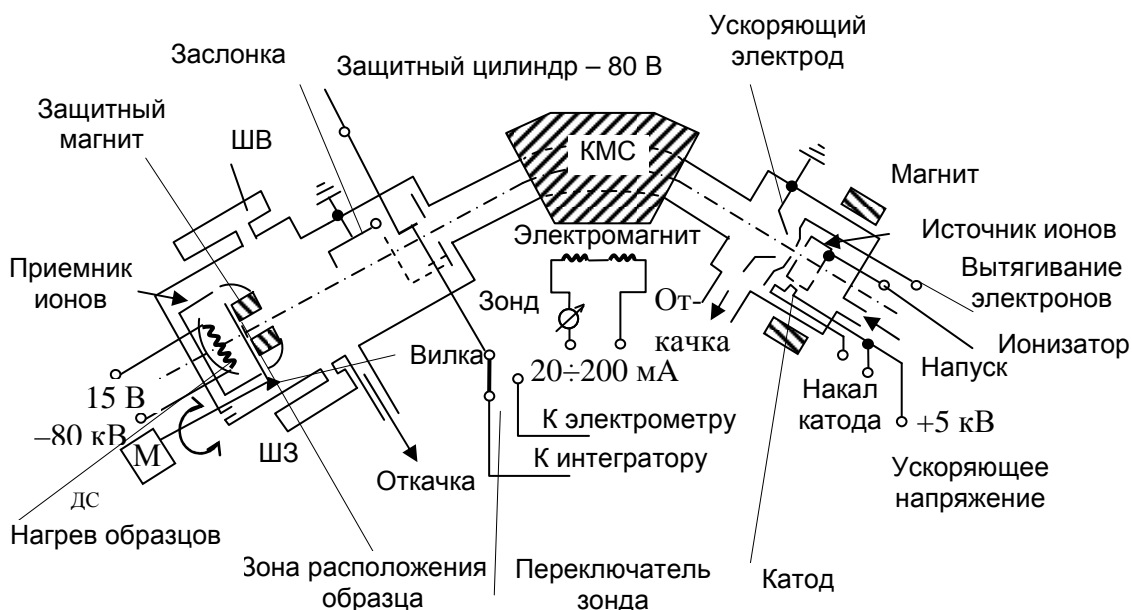 Ускоряющий
электрод
Заслонка
Защитный цилиндр – 80 В
Защитный
магнит
ШВ
КМС
Магнит
Электромагнит
Источник ионов
Приемник
ионов
Вытягивание
электронов
Зонд
От-
качка
Ионизатор
Вилка
Напуск
20÷200 мА
15 В
Накал
катода
–80 кВ
+5 кВ
К электрометру
М
ШЗ
К интегратору
Откачка
Ускоряющее
напряжение
ДС
Нагрев образцов
Зона расположения
образца
Переключатель
зонда
Катод